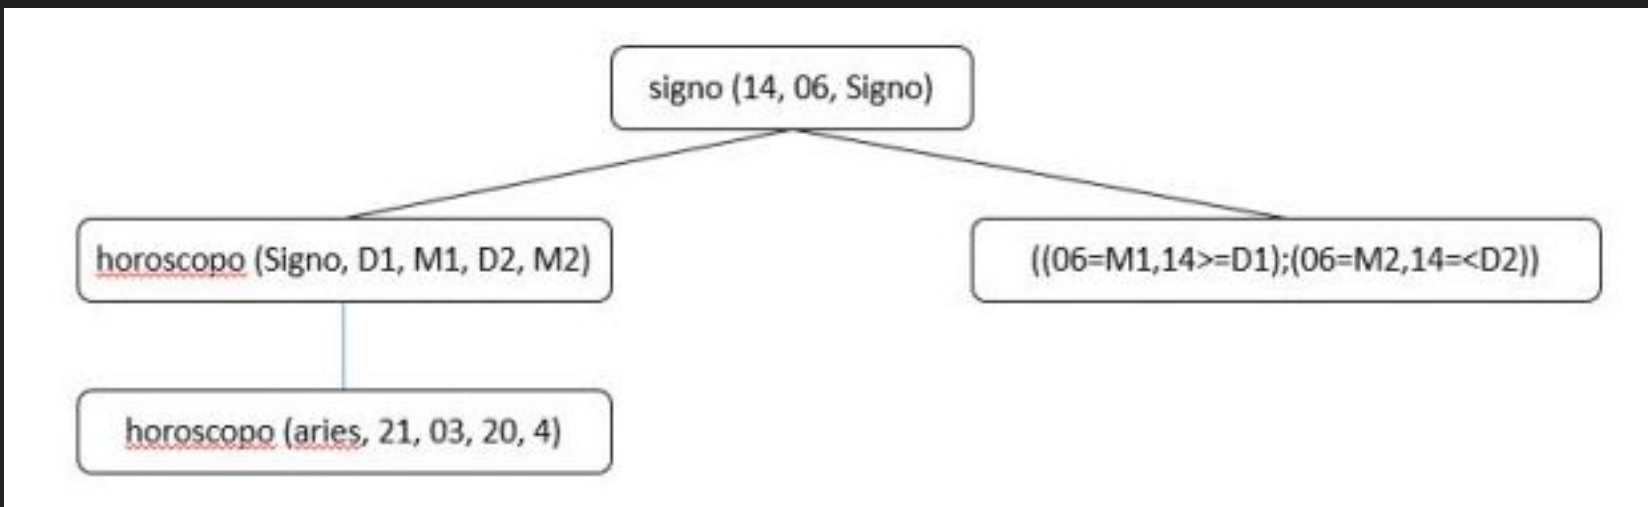 signo (14, 06, Signo)
horoscopo (Signo, D1, M1, D2, M2)
((06=M1,14>=D1);(06=M2,14=<D2))
horoscopo (aries, 21, 03, 20, 4)